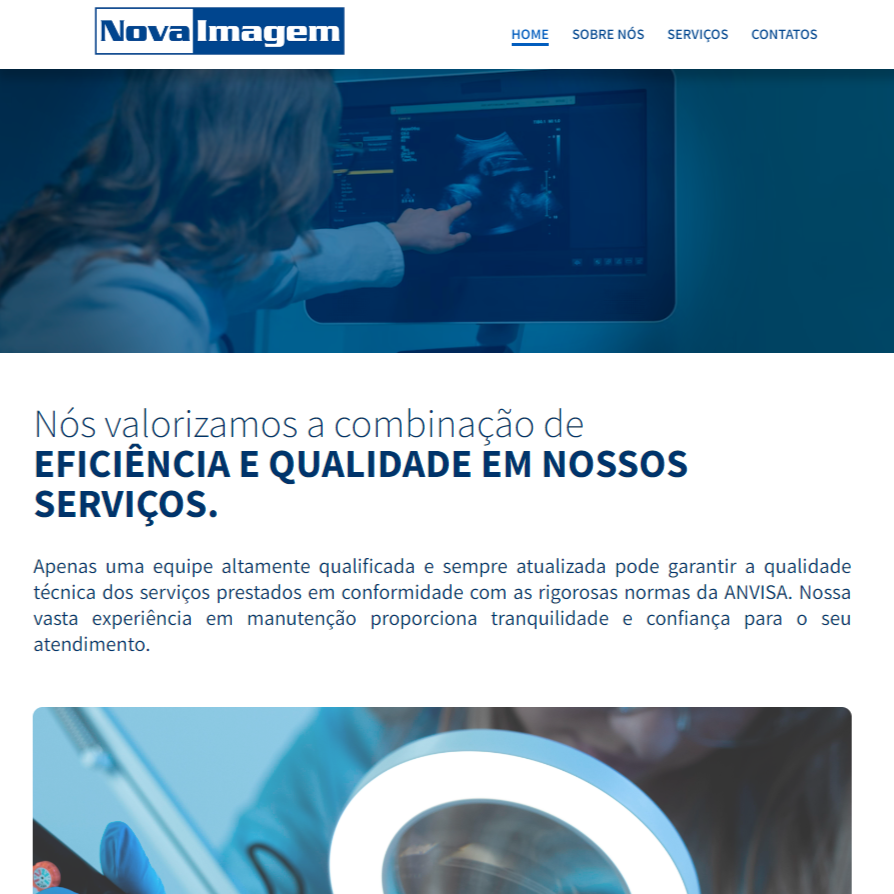 Nova Imagem
HOME SOBRE NÓS SERVIÇOS CONTATOS
Nós valorizamos a combinação de
EFICIÊNCIA E QUALIDADE EM NOSSOS
SERVIÇOS.
Apenas uma equipe altamente qualificada e sempre atualizada pode garantir a qualidade
técnica dos serviços prestados em conformidade com as rigorosas normas da ANVISA. Nossa
vasta experiência em manutenção proporciona tranquilidade e confiança para o seu
atendimento.